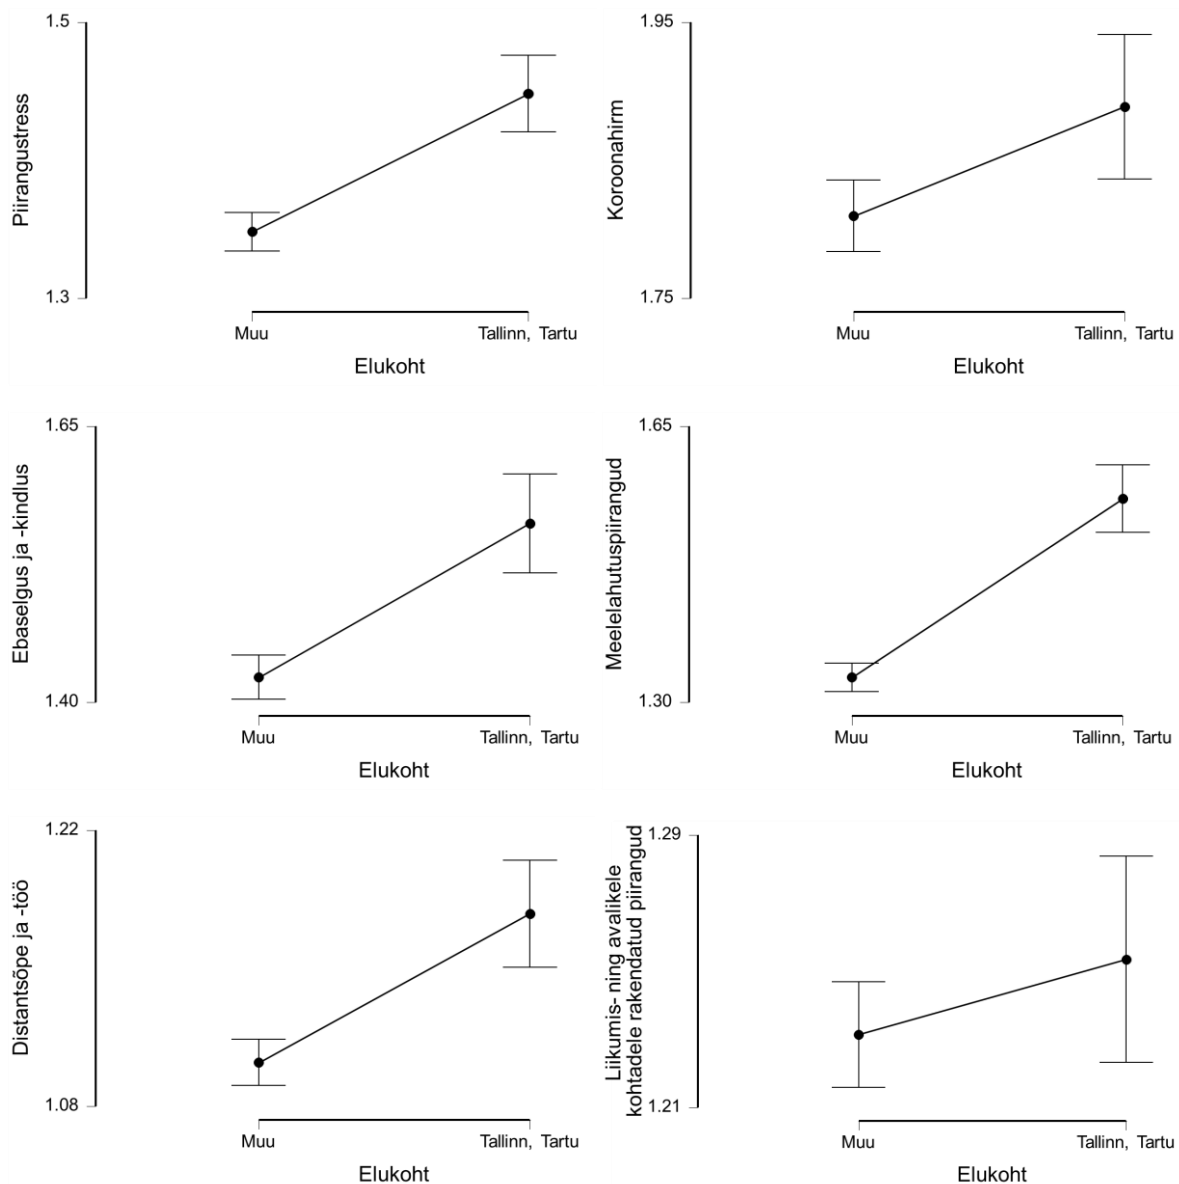 1.5
Piirangustress
1.3
Muu
Tallinn, Tartu
Elukoht
1.95
Koroonahirm
1.75
Muu
Tallinn, Tartu
Elukoht
1.65
Ebaselgus ja -kindlus
1.40
Muu
Tallinn, Tartu
Elukoht
1.65
Meelelahutuspiirangud
1.30
Muu
Tallinn, Tartu
Elukoht
1.22
Distantsõpe ja -töö
1.08
Muu
Tallinn, Tartu
Elukoht
1.29
Liikumis- ning avalikele
kohtadele rakendatud piirangud
1.21
Muu
Tallinn, Tartu
Elukoht